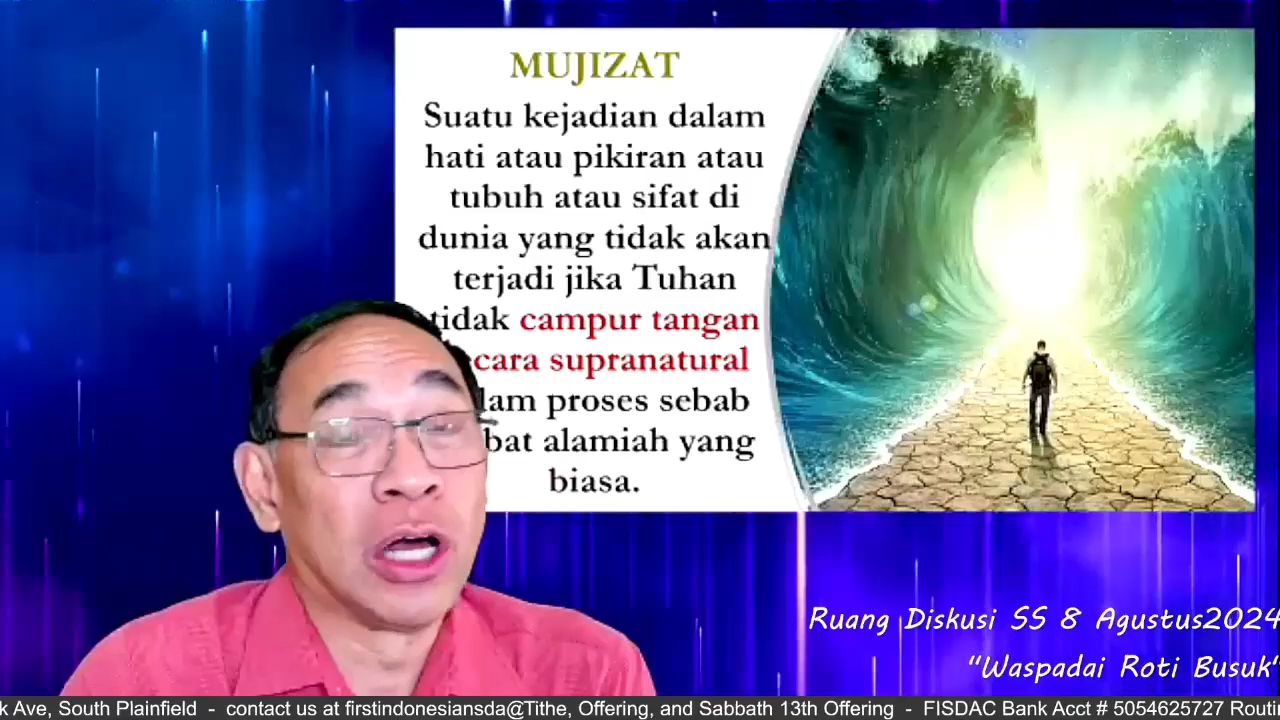 MUJIZAT
Suatu kejadian dalam
hati atau pikiran atau
tubuh atau sifat di
dunia yang tidak akan
terjadi jika Tuhan
tidak campur tangan
supranatural
proses sebab
alamiah yang
biasa.
Ruang Diskusi SS 8 Agustus2024
"Waspadai Roti Busuk"
Ave, South Plainfield - contact us at firstindonesiansda@Tithe, Offering, and Sabbath 13th Offering - FISDAC Bank Acct # 5054625727